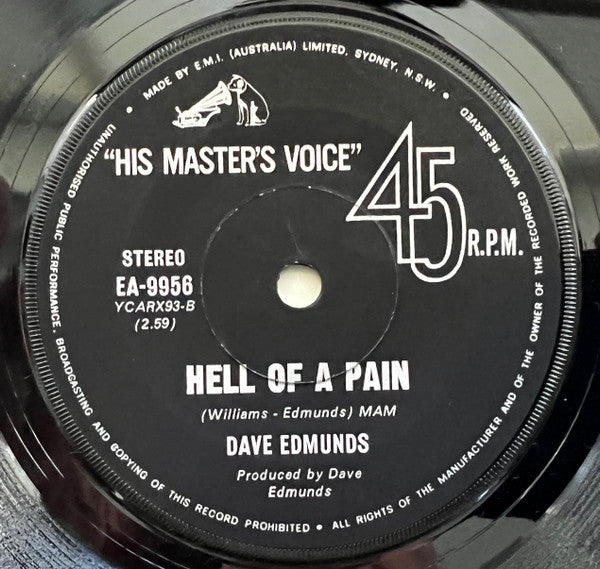 • MADE BY E.M.I. (AUSTRALIA) LIMITED, SYDNEY, N.S.W. •
"HIS MASTER'S VOICE"
45 R.P.M.
STEREO
EA-9956
YCARX93-B
(2.59)
HELL OF A PAIN
(Williams - Edmunds) MAM
DAVE EDMUNDS
Produced by Dave
Edmunds
UNAUTHORISED PUBLIC PERFORMANCE, BROADCASTING AND COPYING OF THIS RECORD PROHIBITED • ALL RIGHTS OF THE MANUFACTURER AND OF THE OWNER OF THE RECORDED WORK RESERVED